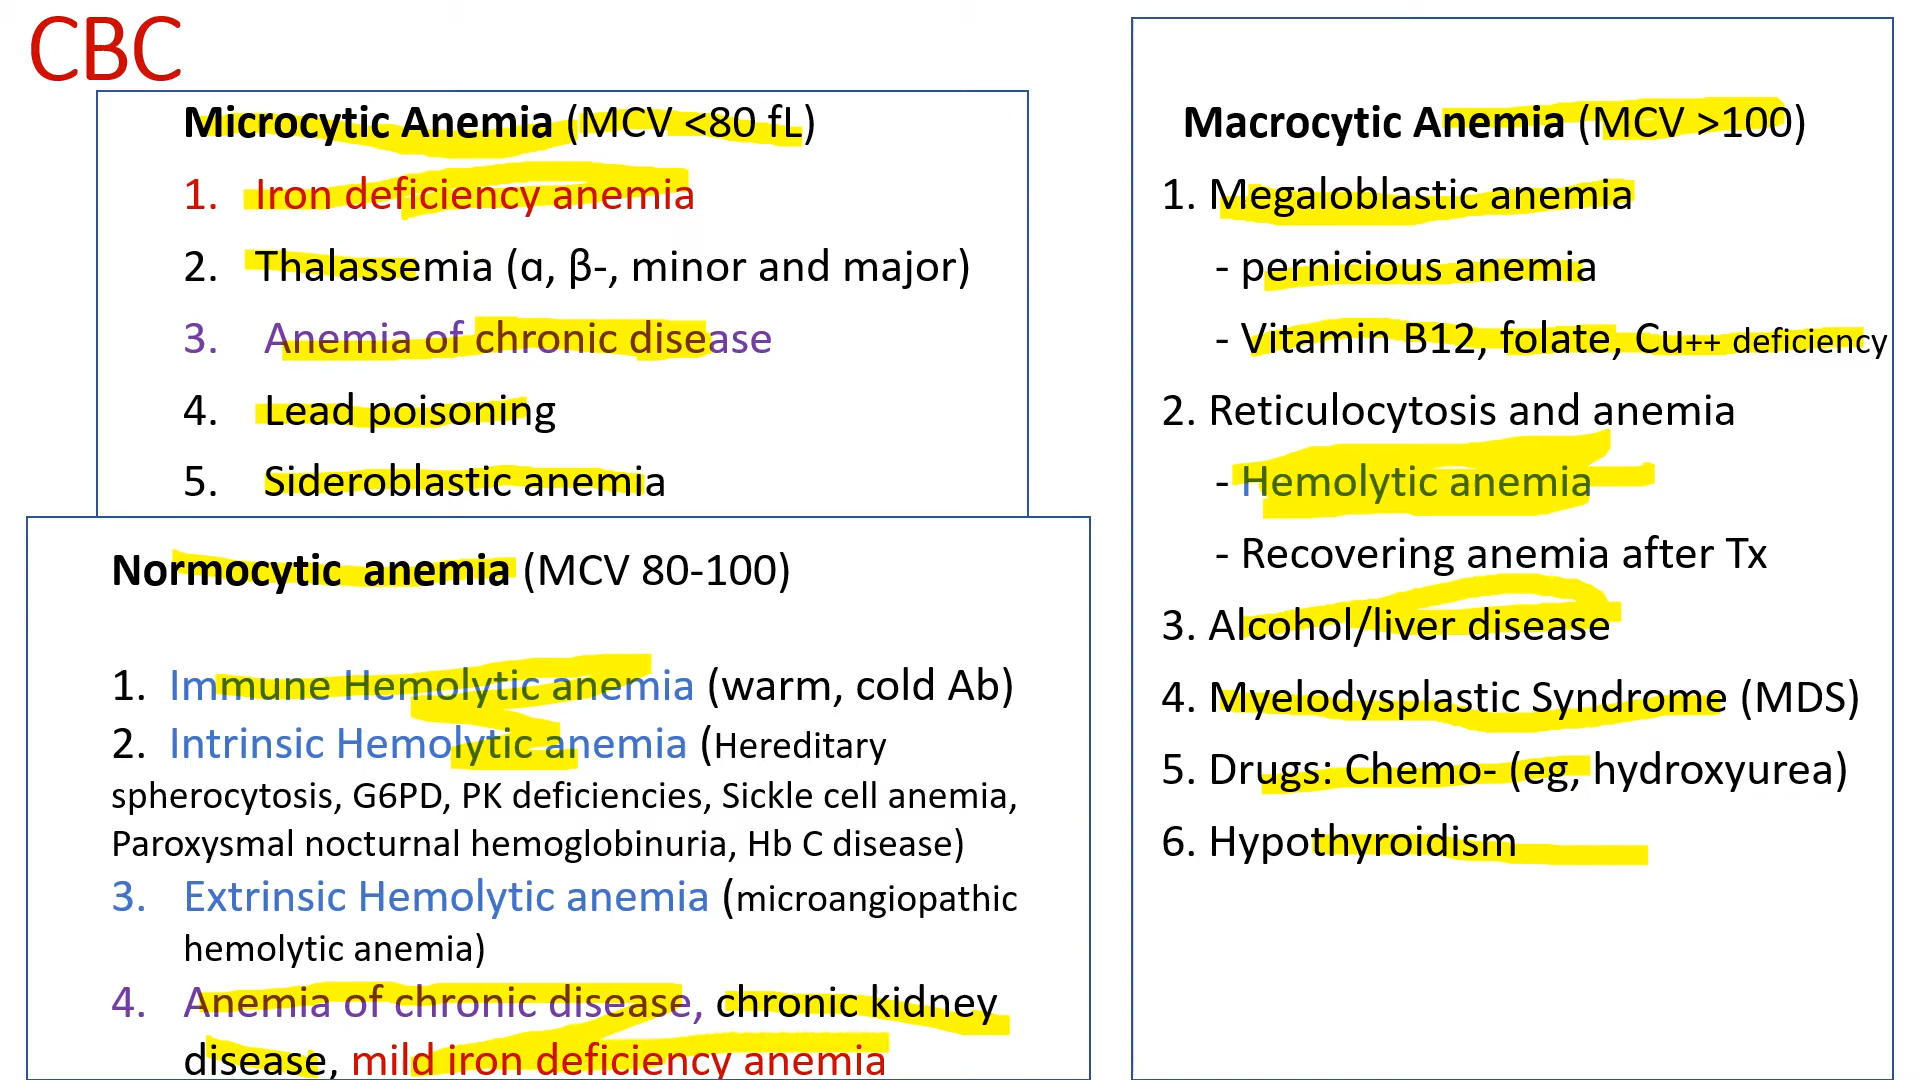 CBC
Microcytic Anemia (MCV <80 fL)
1. Iron deficiency anemia
2. Thalassemia (α, β-, minor and major)
3. Anemia of chronic disease
4. Lead poisoning
5. Sideroblastic anemia
Normocytic anemia (MCV 80-100)
1. Immune Hemolytic anemia (warm, cold Ab)
2. Intrinsic Hemolytic anemia (Hereditary
spherocytosis, G6PD, PK deficiencies, Sickle cell anemia,
Paroxysmal nocturnal hemoglobinuria, Hb C disease)
3. Extrinsic Hemolytic anemia (microangiopathic
hemolytic anemia)
4. Anemia of chronic disease, chronic kidney
disease, mild iron deficiency anemia
Macrocytic Anemia (MCV >100)
1. Megaloblastic anemia
- pernicious anemia
- Vitamin B12, folate, Cu++ deficiency
2. Reticulocytosis and anemia
- Hemolytic anemia
- Recovering anemia after Tx
3. Alcohol/liver disease
4. Myelodysplastic Syndrome (MDS)
5. Drugs: Chemo- (eg, hydroxyurea)
6. Hypothyroidism